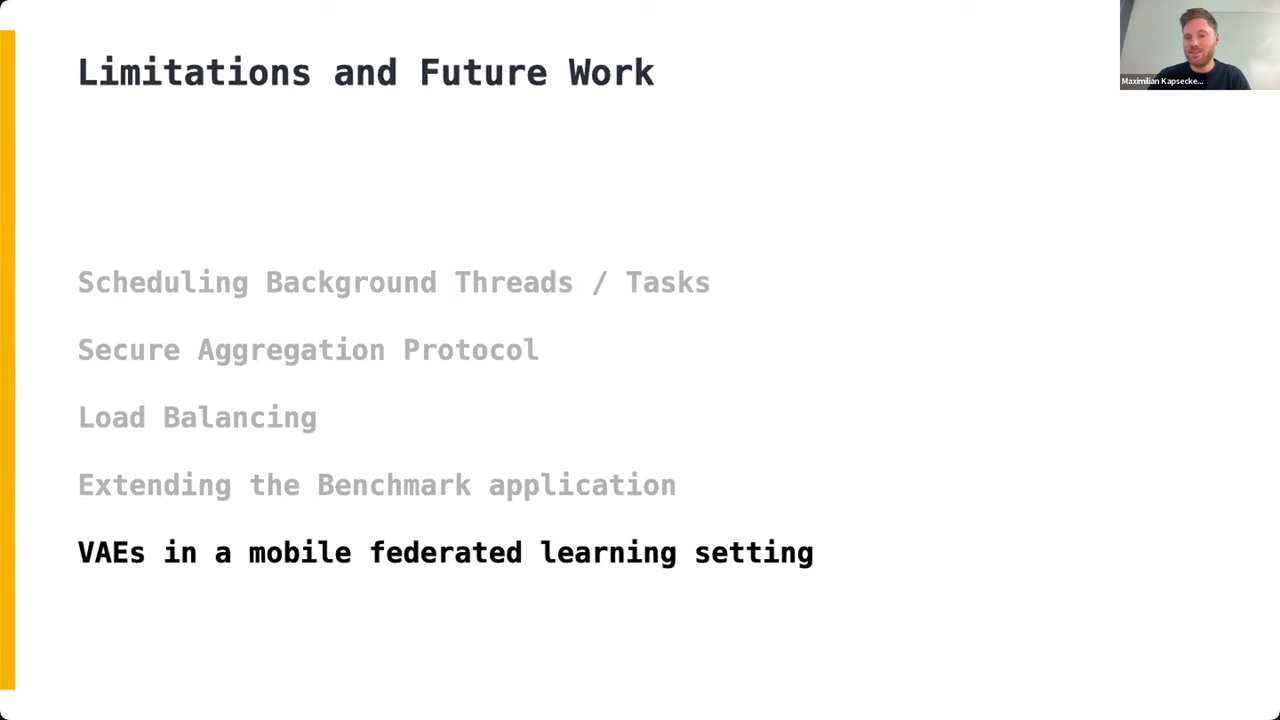 Limitations and Future Work
Maximilian Kapsecke...
Scheduling Background Threads / Tasks
Secure Aggregation Protocol
Load Balancing
Extending the Benchmark application
VAEs in a mobile federated learning setting